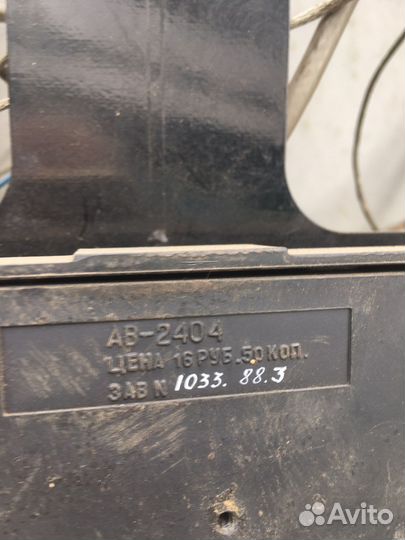 АВ-2404
ЦЕНА 16 РУБ. 50 КОП.
ЗАВ N 1033. 88.3
Avito